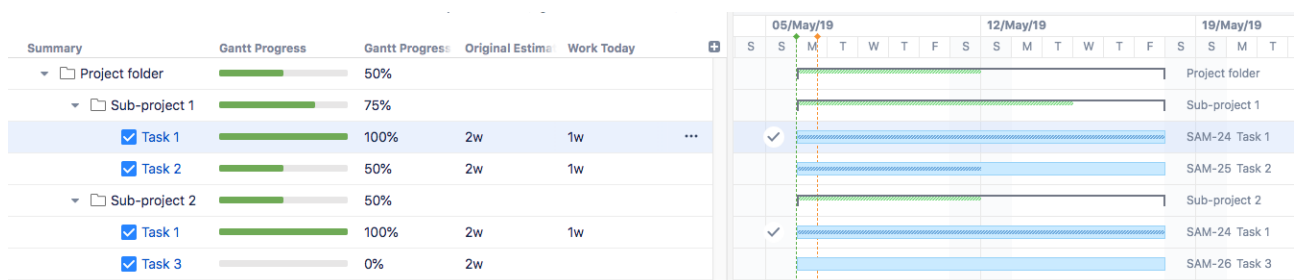 05/May/19 12/May/19 19/May/19
Summary Gantt Progress Gantt Progress Original Estima Work Today S S M T W T F S S M T W T F S S M T
Project folder 50% Project folder
Sub-project 1 75% Sub-project 1
Task 1 100% 2w 1w ••• SAM-24 Task 1
Task 2 50% 2w 1w SAM-25 Task 2
Sub-project 2 50% Sub-project 2
Task 1 100% 2w 1w SAM-24 Task 1
Task 3 0% 2w SAM-26 Task 3